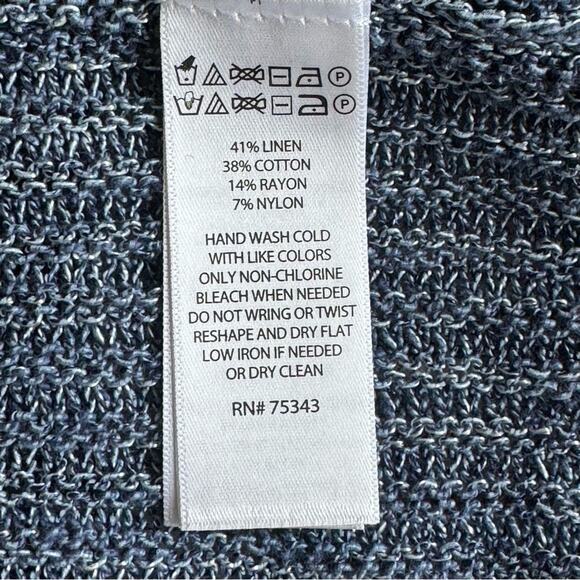 P
P
41% LINEN
38% COTTON
14% RAYON
7% NYLON
HAND WASH COLD
WITH LIKE COLORS
ONLY NON-CHLORINE
BLEACH WHEN NEEDED
DO NOT WRING OR TWIST
RESHAPE AND DRY FLAT
LOW IRON IF NEEDED
OR DRY CLEAN
RN# 75343